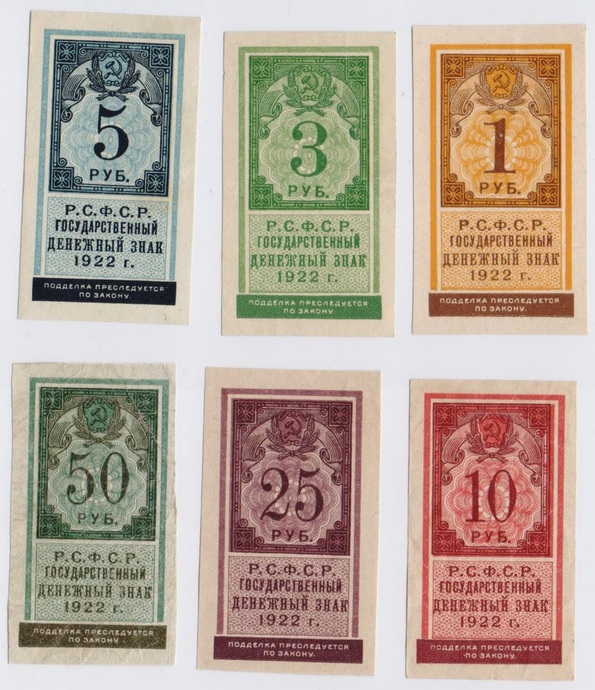 5
РУБ.
Р.С.Ф.С.Р.
ГОСУДАРСТВЕННЫЙ
ДЕНЕЖНЫЙ ЗНАК
1922 г.
ПОДДЕЛКА ПРЕСЛЕДУЕТСЯ
ПО ЗАКОНУ.
3
РУБ.
Р.С.Ф.С.Р.
ГОСУДАРСТВЕННЫЙ
ДЕНЕЖНЫЙ ЗНАК
1922 г.
ПОДДЕЛКА ПРЕСЛЕДУЕТСЯ
ПО ЗАКОНУ.
1
РУБ.
Р.С.Ф.С.Р.
ГОСУДАРСТВЕННЫЙ
ДЕНЕЖНЫЙ ЗНАК
1922 г.
ПОДДЕЛКА ПРЕСЛЕДУЕТСЯ
ПО ЗАКОНУ.
50
РУБ.
Р.С.Ф.С.Р.
ГОСУДАРСТВЕННЫЙ
ДЕНЕЖНЫЙ ЗНАК
1922 г.
ПОДДЕЛКА ПРЕСЛЕДУЕТСЯ
ПО ЗАКОНУ.
25
РУБ.
Р.С.Ф.С.Р.
ГОСУДАРСТВЕННЫЙ
ДЕНЕЖНЫЙ ЗНАК
1922 г.
ПОДДЕЛКА ПРЕСЛЕДУЕТСЯ
ПО ЗАКОНУ.
10
РУБ.
Р.С.Ф.С.Р.
ГОСУДАРСТВЕННЫЙ
ДЕНЕЖНЫЙ ЗНАК
1922 г.
ПОДДЕЛКА ПРЕСЛЕДУЕТСЯ
ПО ЗАКОНУ.